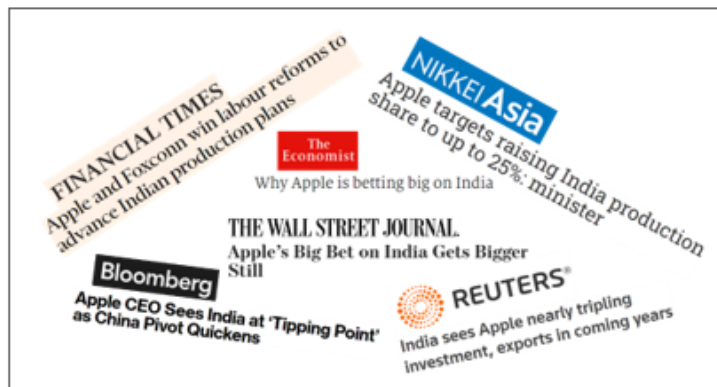 FINANCIAL TIMES
Apple and Foxconn win labour reforms to
advance Indian production plans
NIKKEI Asia
Apple targets raising India production
share to up to 25%: minister
The
Economist
Why Apple is betting big on India
THE WALL STREET JOURNAL.
Apple's Big Bet on India Gets Bigger
Still
Bloomberg
Apple CEO Sees India at 'Tipping Point'
as China Pivot Quickens
REUTERS®
India sees Apple nearly tripling
investment, exports in coming years